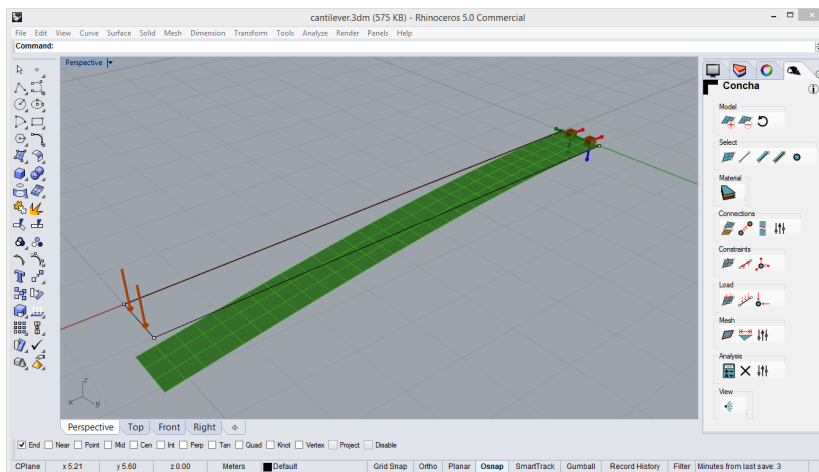 cantilever.3dm (575 KB) - Rhinoceros 5.0 Commercial
File Edit View Curve Surface Solid Mesh Dimension Transform Tools Analyze Render Panels Help
Command:
Perspective
Concha
Model
Select
Material
Connections
Constraints
Load
Mesh
Analysis
View
z
x y
Perspective Top Front Right
End Near Point Mid Cen Int Perp Tan Quad Knot Vertex Project Disable
CPlane x 5.21 y 5.60 z 0.00 Meters Default Grid Snap Ortho Planar Osnap SmartTrack Gumball Record History Filter Minutes from last save: 3